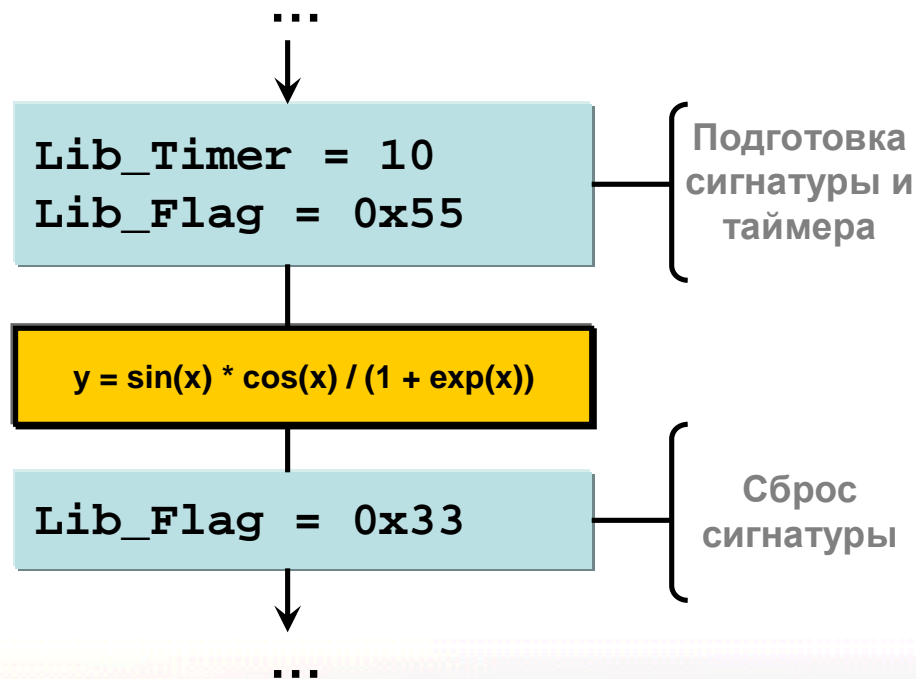 ...
Lib_Timer = 10
Lib_Flag = 0x55
Подготовка
сигнатуры и
таймера
y = sin(x) * cos(x) / (1 + exp(x))
Lib_Flag = 0x33
Сброс
сигнатуры
...